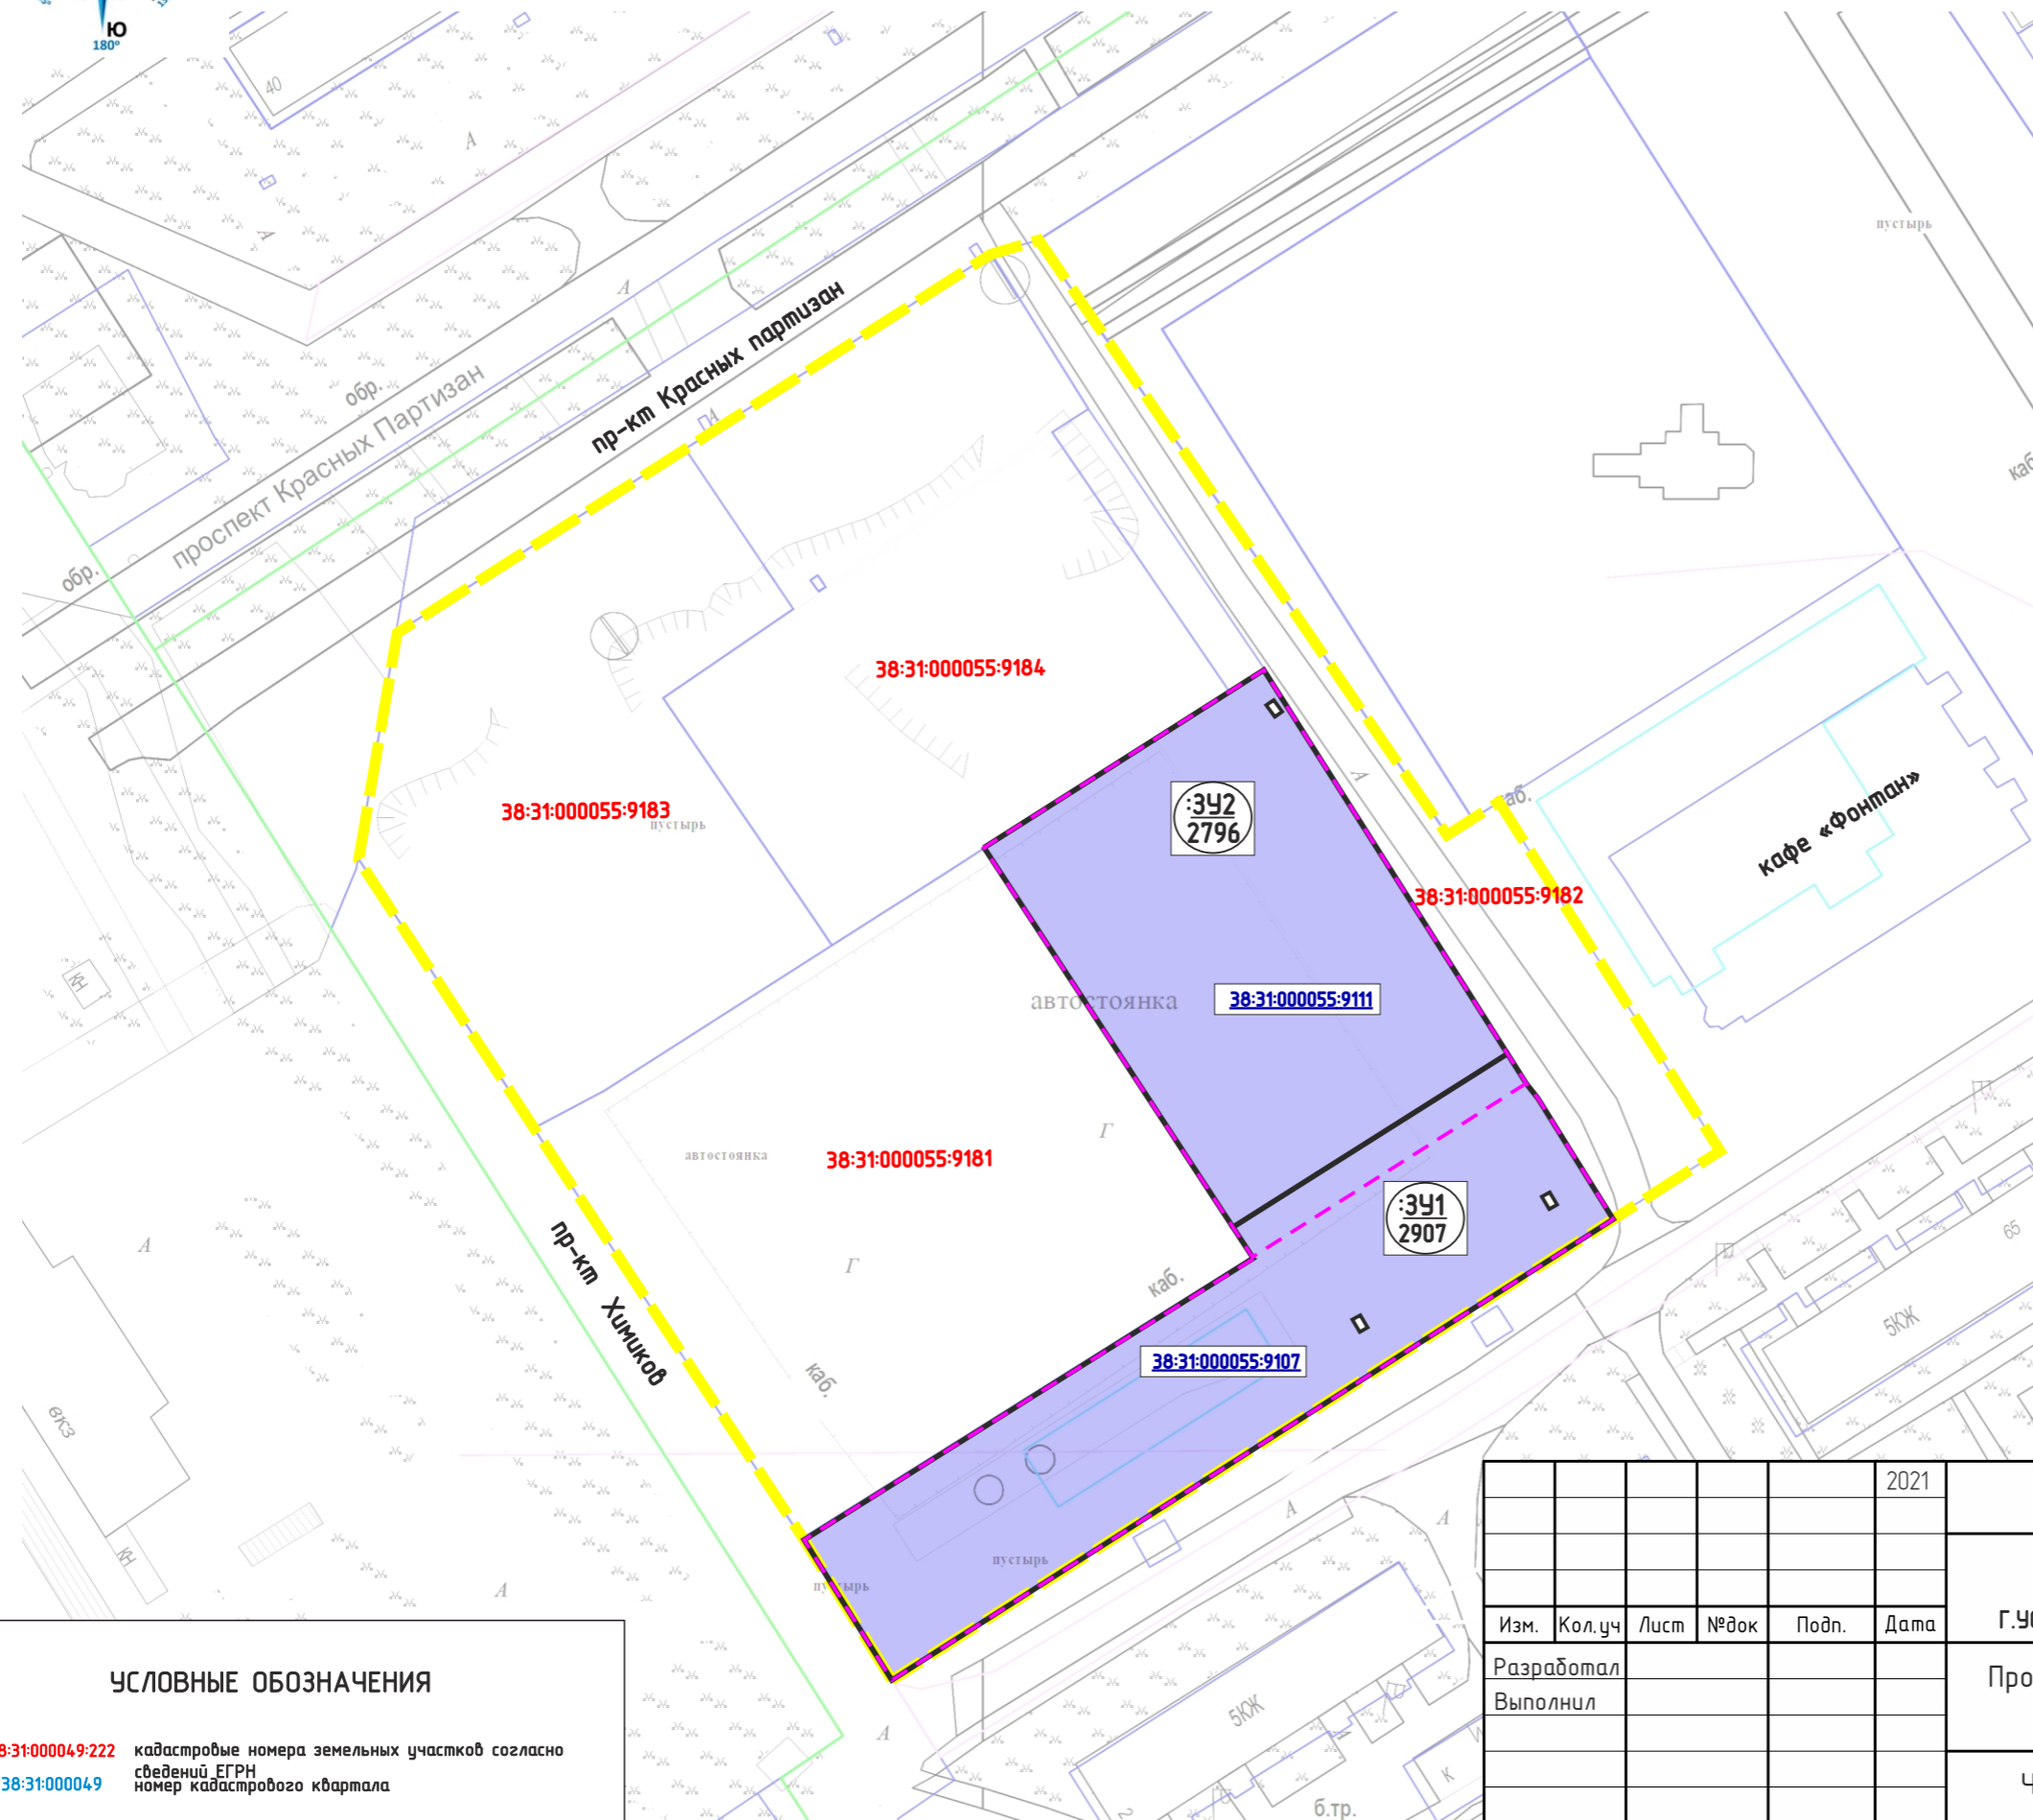 Ю
180°
40
А
А
пустырь
А
обр.
проспект Красных Партизан
пр-кт Красных партизан
А
обр.
каб
38:31:000055:9184
38:31:000055:9183
пустырь
:ЗУ2
2796
А
каб.
кафе «Фонтан»
38:31:000055:9182
КН
автостоянка
38:31:000055:9111
Г
автостоянка
38:31:000055:9181
:ЗУ1
2907
А
пр-кт Химиков
Г
каб.
65
5КЖ
38:31:000055:9107
каб.
вкз
КН
А
А
пустырь
пустырь
А
2021
Изм. Кол.уч Лист №док Подп. Дата
Разработал
Выполнил
5КЖ
А
К
б.тр.
УСЛОВНЫЕ ОБОЗНАЧЕНИЯ
8:31:000049:222 кадастровые номера земельных участков согласно
сведений ЕГРН
38:31:000049 номер кадастрового квартала